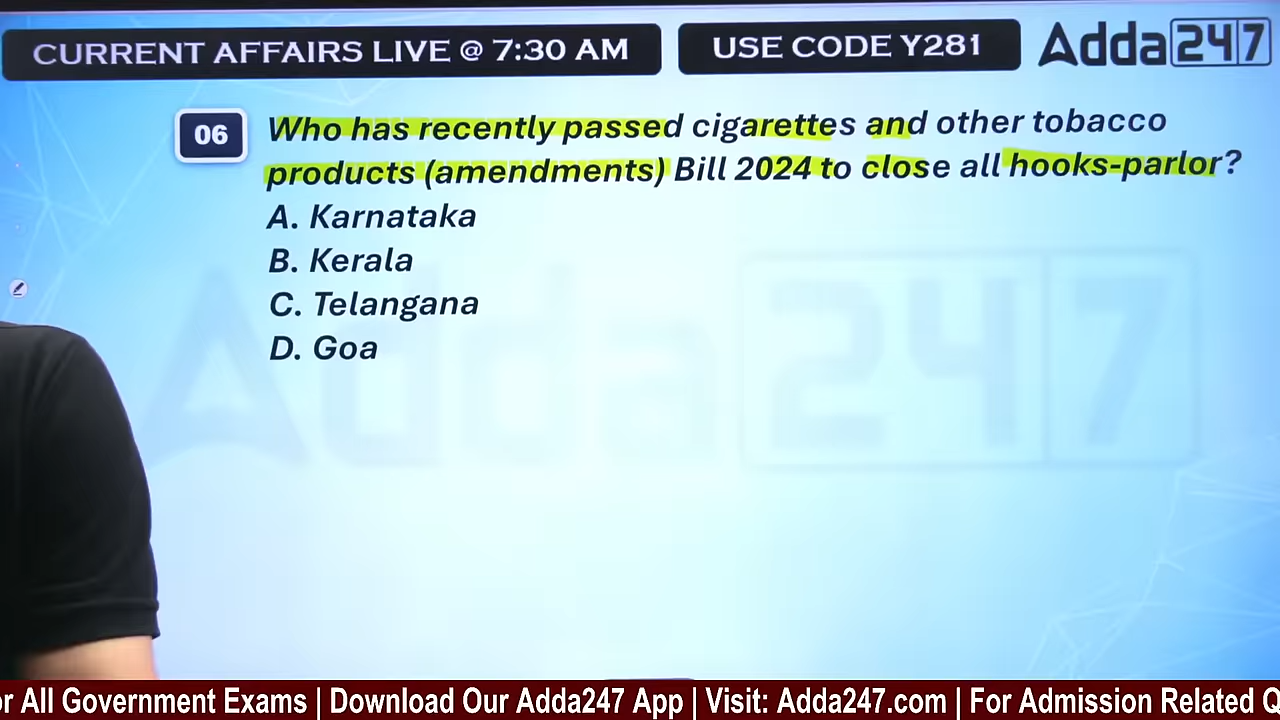 CURRENT AFFAIRS LIVE @ 7:30 AM
USE CODE Y281
Adda247
06
Who has recently passed cigarettes and other tobacco
products (amendments) Bill 2024 to close all hooks-parlor?
A. Karnataka
B. Kerala
C. Telangana
D. Goa
Adda247
or All Government Exams | Download Our Adda247 App | Visit: Adda247.com | For Admission Related Q